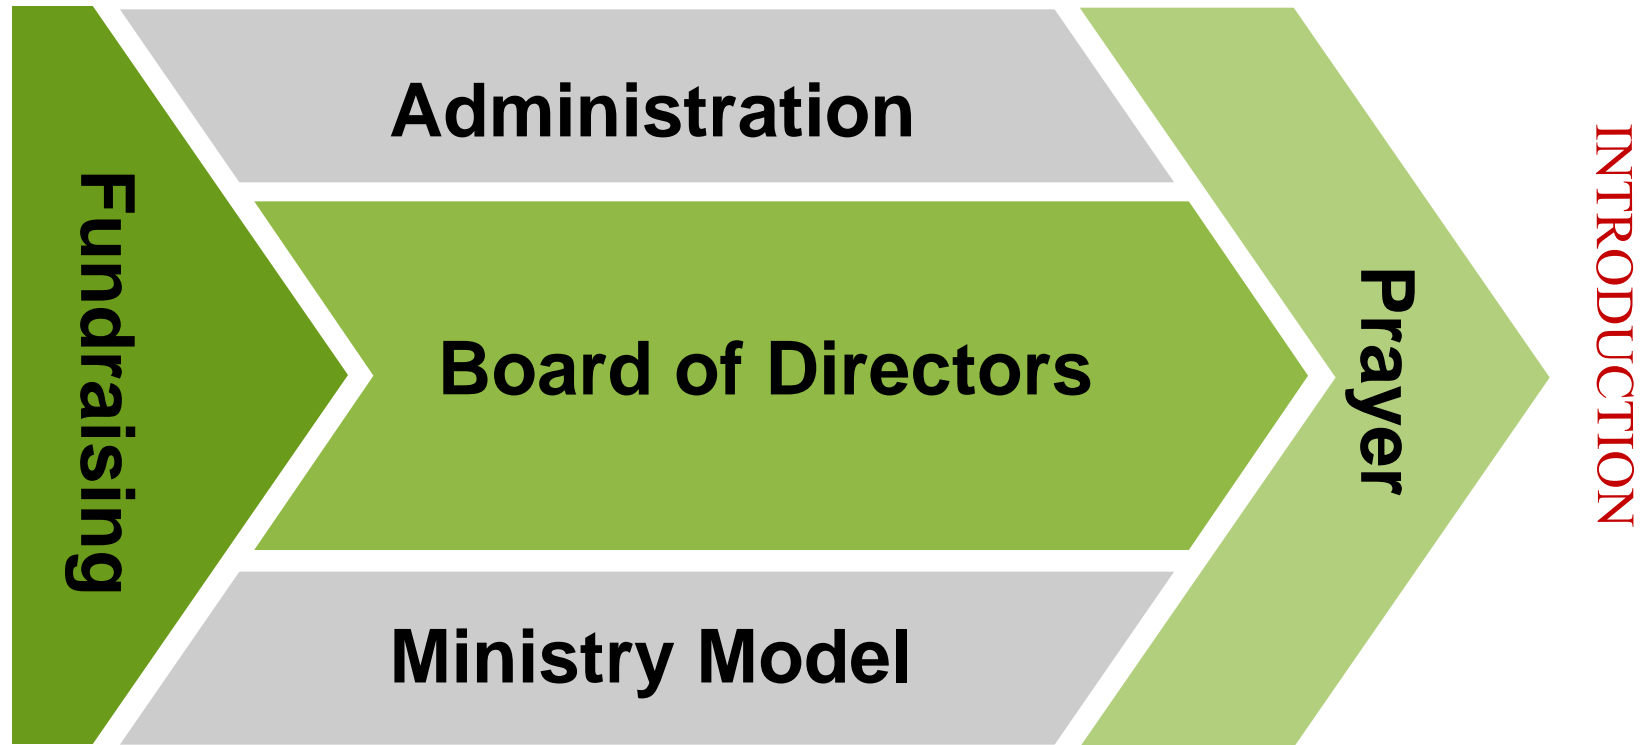 Administration
Fundraising
Board of Directors
Prayer
Ministry Model
INTRODUCTION